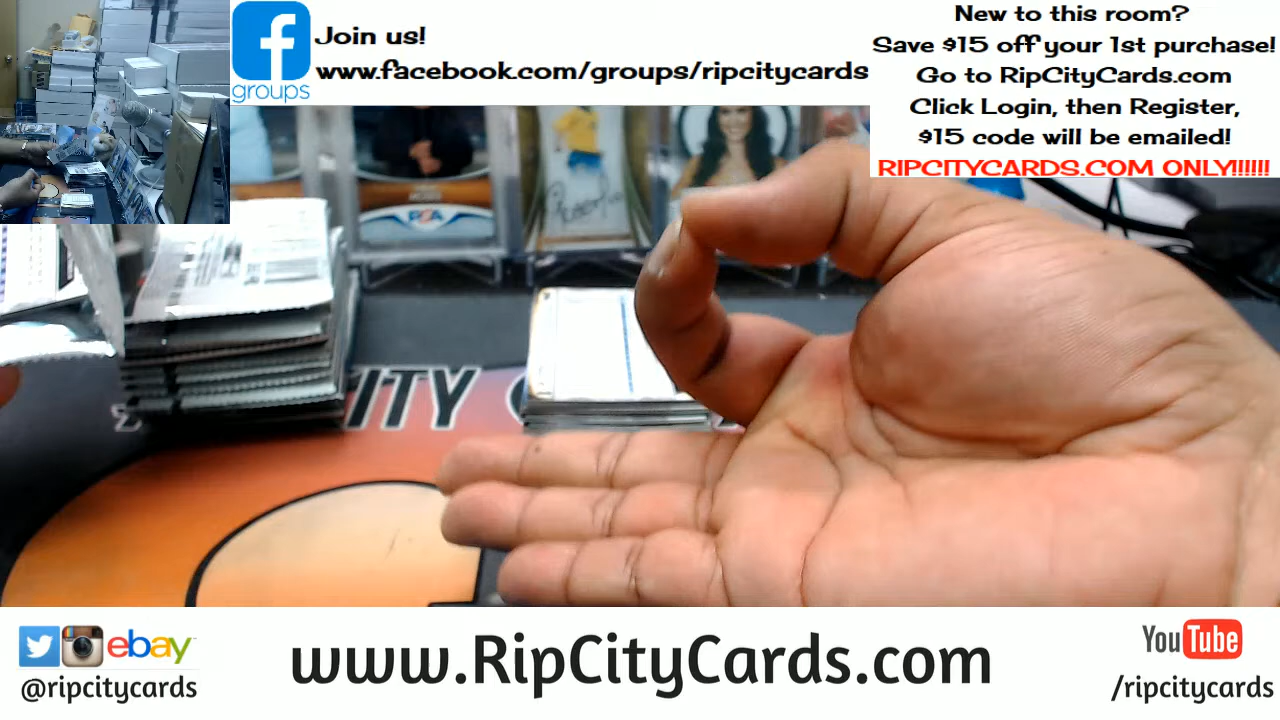 Join us!
www.facebook.com/groups/ripcitycards
groups
New to this room?
Save $15 off your 1st purchase!
Go to RipCityCards.com
Click Login, then Register,
$15 code will be emailed!
RIPCITYCARDS.COM ONLY!!!!!
PSA
CITY
ebay
@ripcitycards
www.RipCityCards.com
YouTube
/ripcitycards